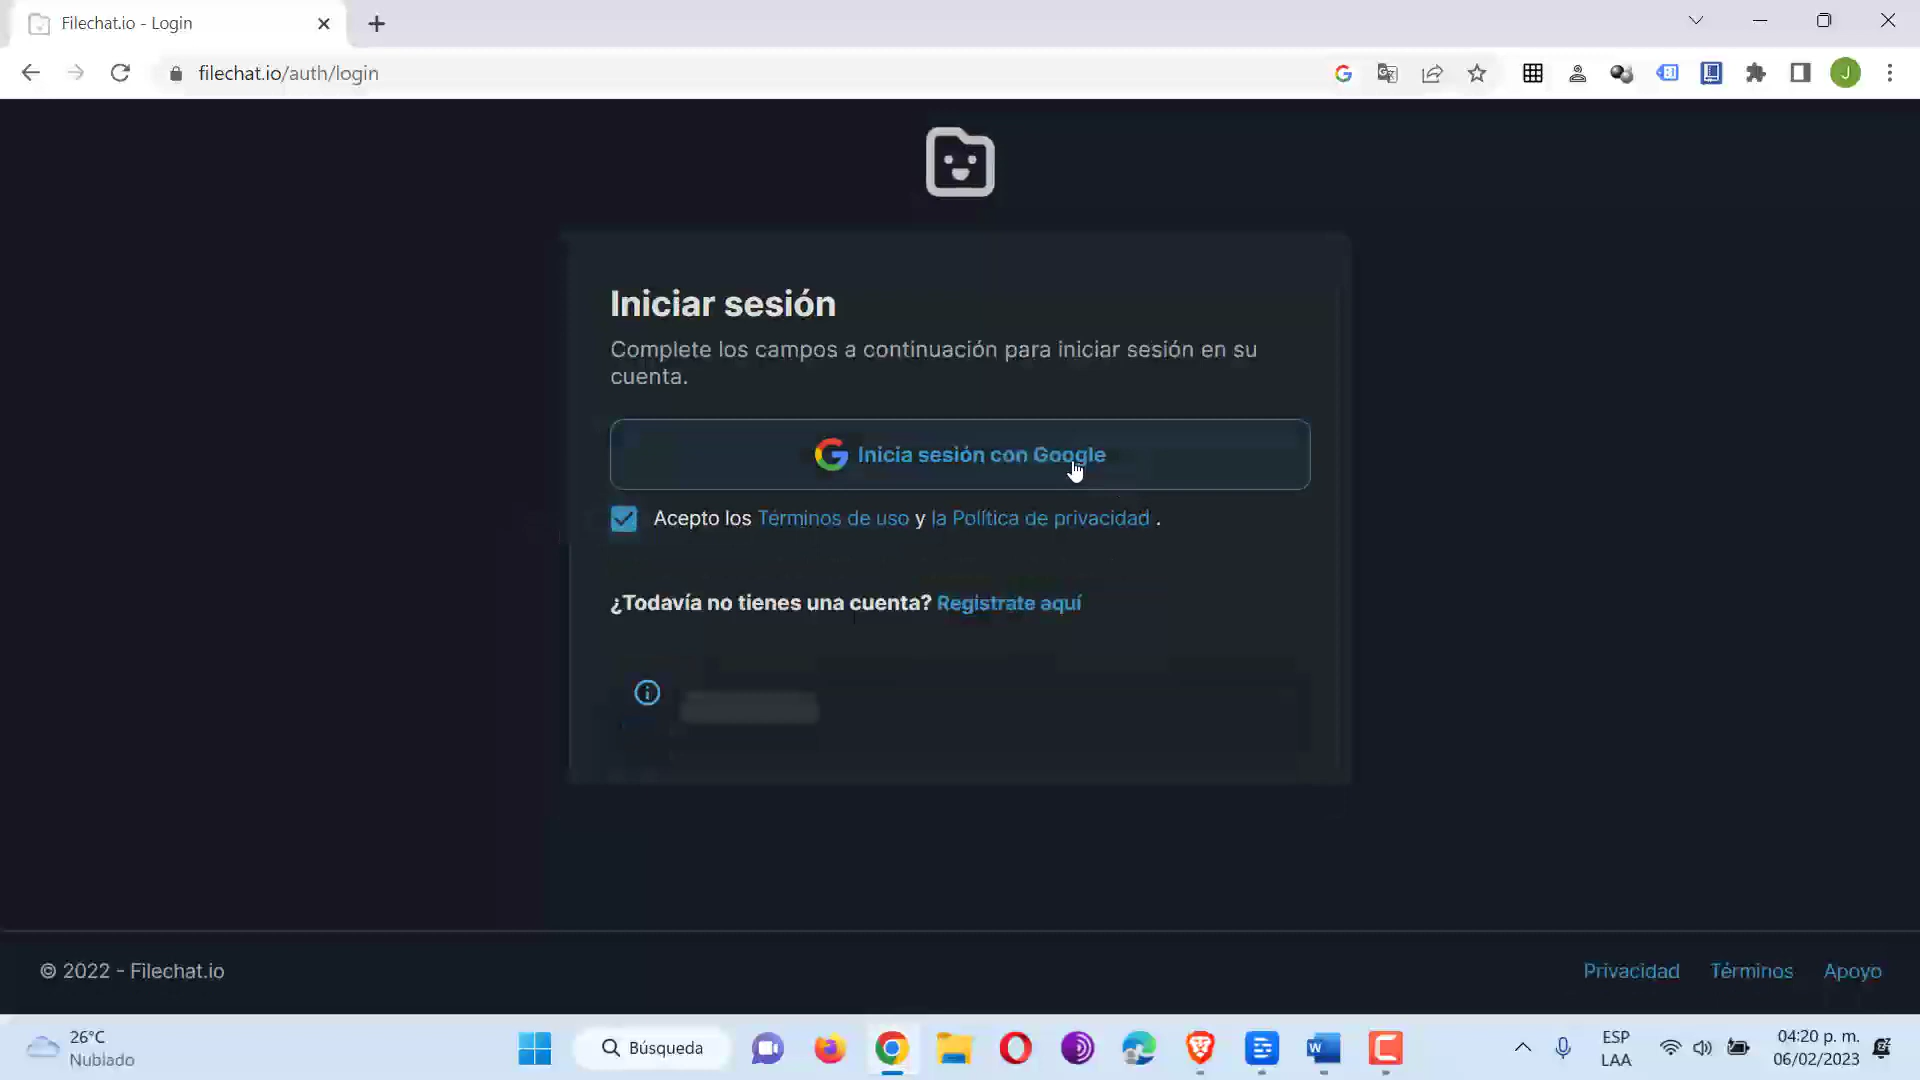 Filechat.io - Login
filechat.io/auth/login
J
Iniciar sesión
Complete los campos a continuación para iniciar sesión en su
cuenta.
Inicia sesión con Google
Acepto los Términos de uso y la Política de privacidad .
¿Todavía no tienes una cuenta? Registrate aquí
© 2022 - Filechat.io
Privacidad Términos Apoyo
26°C
Nublado
Búsqueda
ESP
LAA
04:20 p. m.
06/02/2023